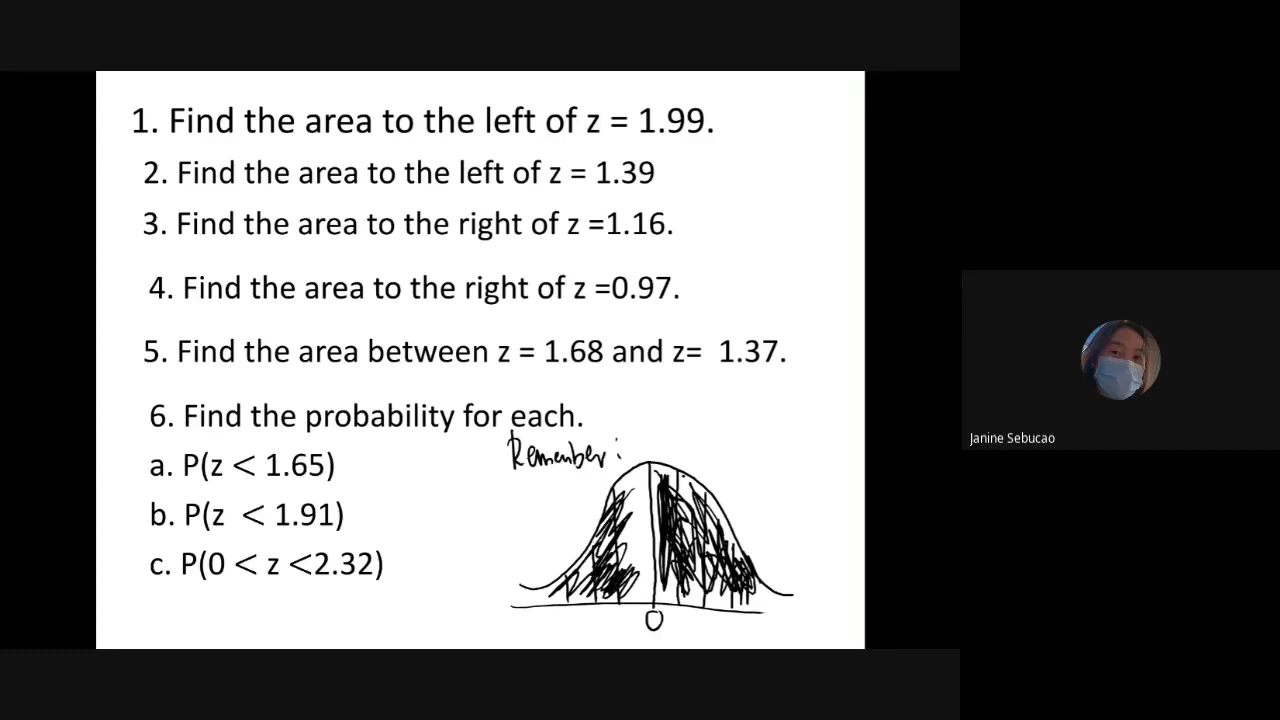 1. Find the area to the left of z = 1.99.
2. Find the area to the left of z = 1.39
3. Find the area to the right of z =1.16.
4. Find the area to the right of z =0.97.
5. Find the area between z = 1.68 and z=  1.37.
6. Find the probability for each.
Remember:
a. P(z < 1.65)
b. P(z  < 1.91)
c. P(0 < z <2.32)
0
Janine Sebucao